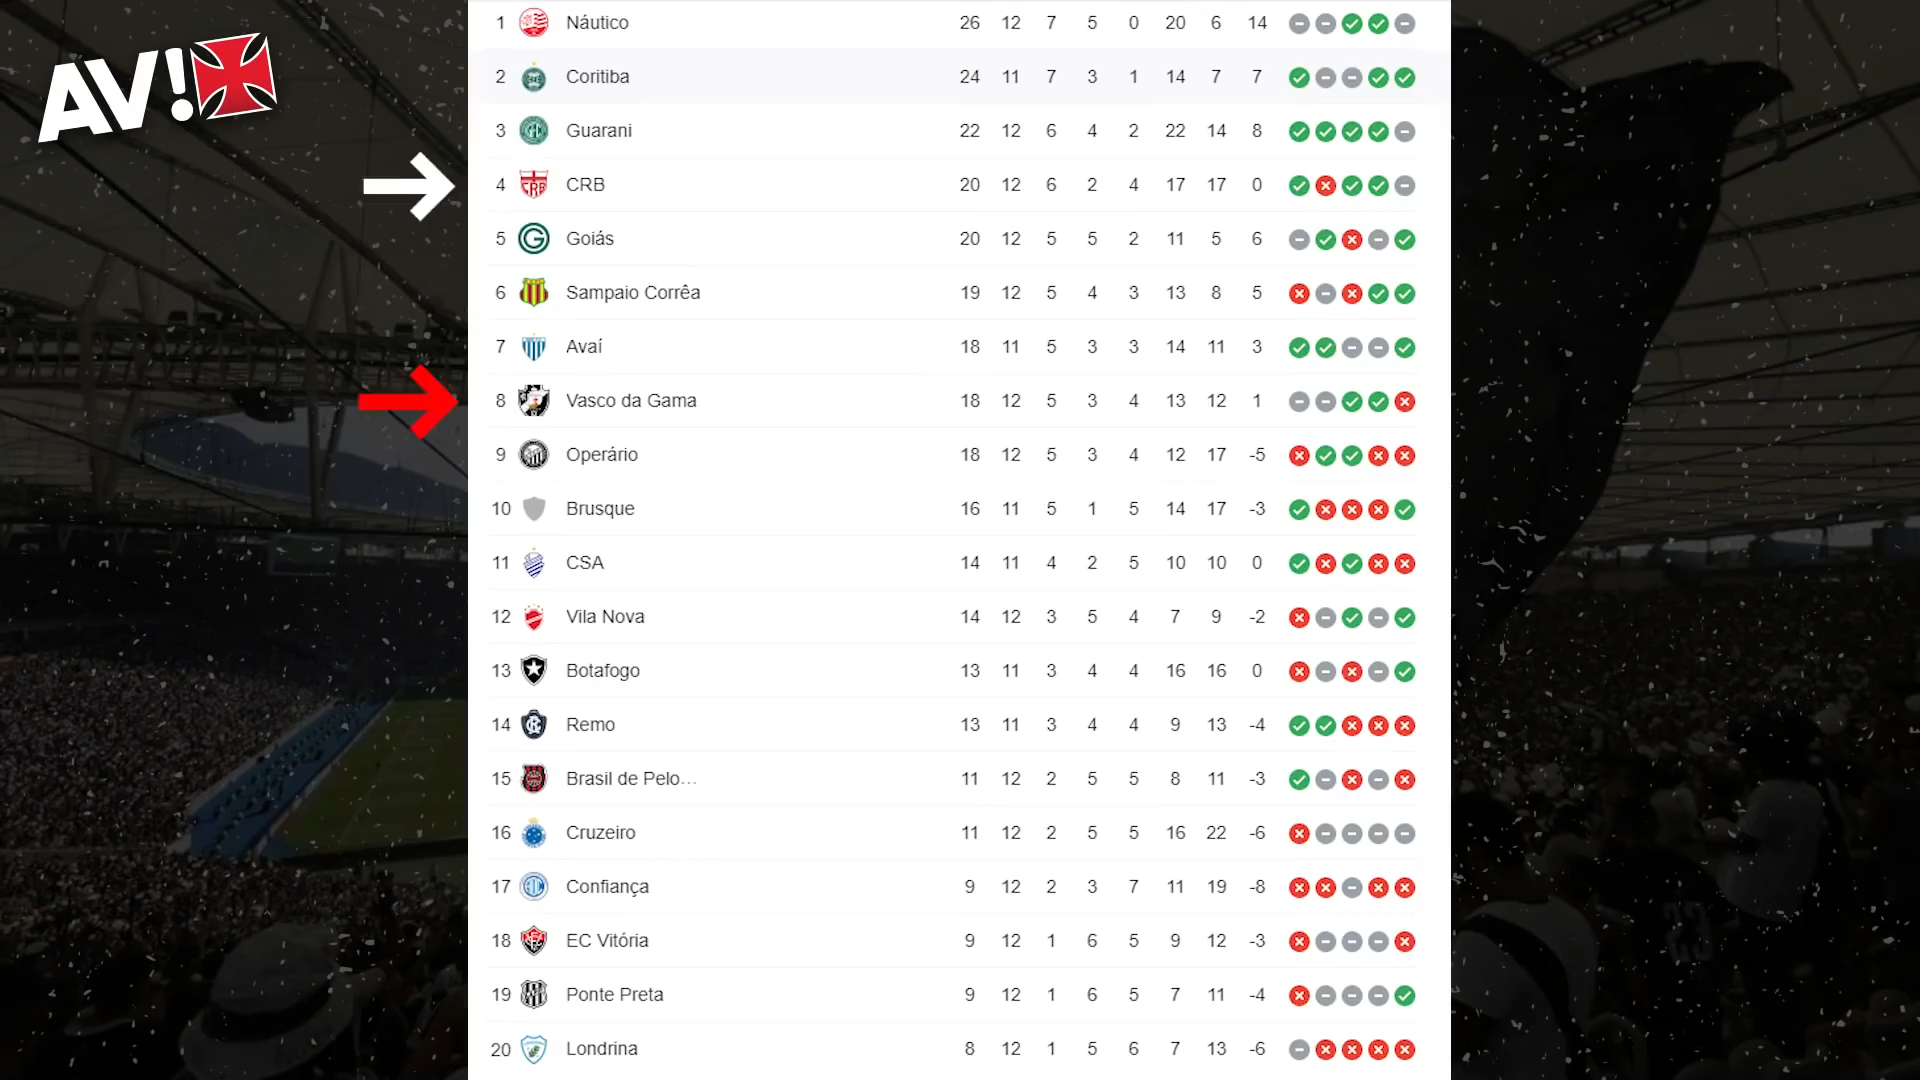 AV!
1 Náutico 26 12 7 5 0 20 6 14
2 Coritiba 24 11 7 3 1 14 7 7
3 Guarani 22 12 6 4 2 22 14 8
4 CRB 20 12 6 2 4 17 17 0
5 Goiás 20 12 5 5 2 11 5 6
6 Sampaio Corrêa 19 12 5 4 3 13 8 5
7 Avaí 18 11 5 3 3 14 11 3
8 Vasco da Gama 18 12 5 3 4 13 12 1
9 Operário 18 12 5 3 4 12 17 -5
10 Brusque 16 11 5 1 5 14 17 -3
11 CSA 14 11 4 2 5 10 10 0
12 Vila Nova 14 12 3 5 4 7 9 -2
13 Botafogo 13 11 3 4 4 16 16 0
14 Remo 13 11 3 4 4 9 13 -4
15 Brasil de Pelo... 11 12 2 5 5 8 11 -3
16 Cruzeiro 11 12 2 5 5 16 22 -6
17 Confiança 9 12 2 3 7 11 19 -8
18 EC Vitória 9 12 1 6 5 9 12 -3
19 Ponte Preta 9 12 1 6 5 7 11 -4
20 Londrina 8 12 1 5 6 7 13 -6